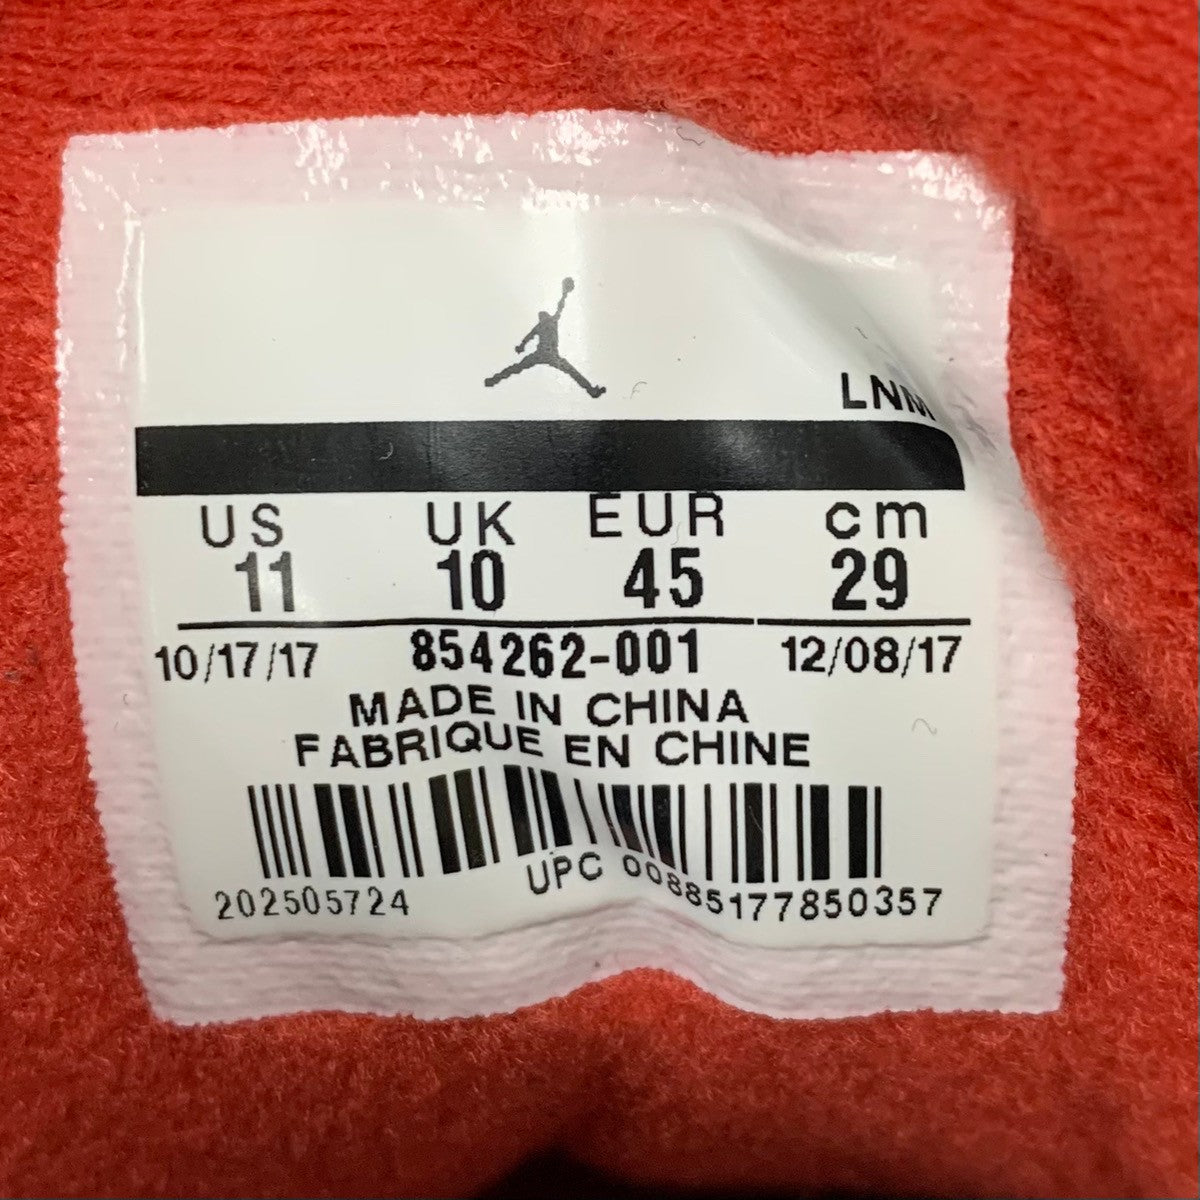 LNM
US UK EUR cm
11 10 45 29
10/17/17 854262-001 12/08/17
MADE IN CHINA
FABRIQUE EN CHINE
202505724 UPC 00885177850357